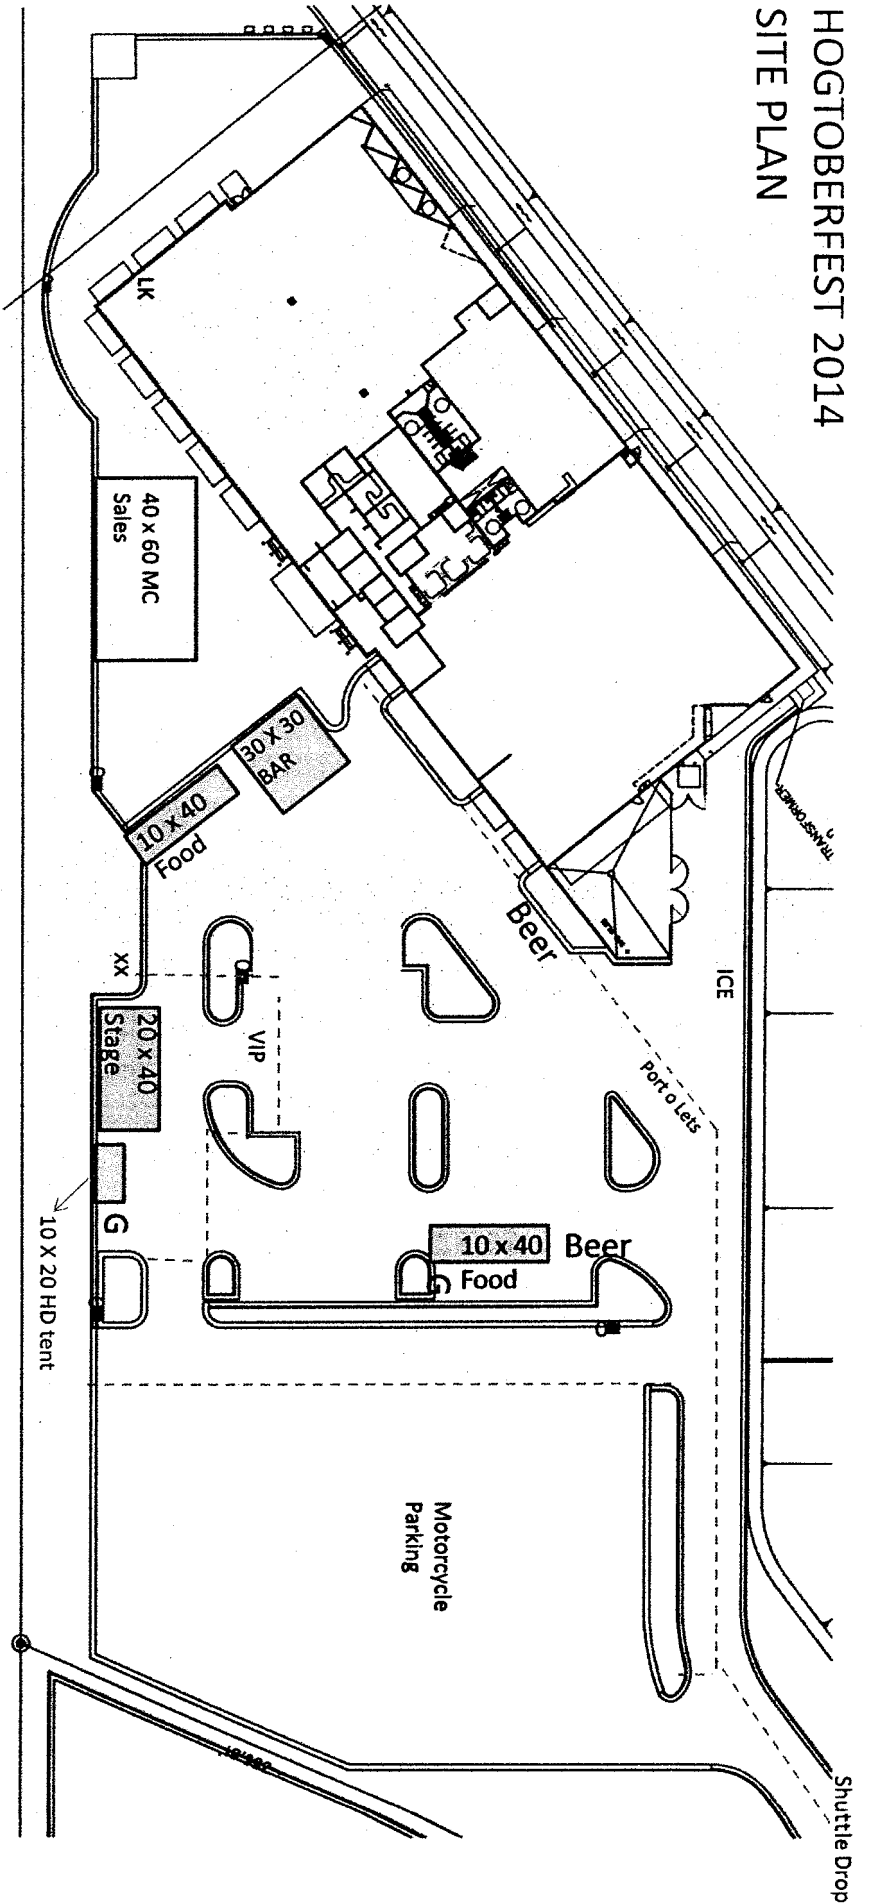 HOGTOBERFEST 2014
SITE PLAN
LK
40 x 60 MC
Sales
30 X 30
BAR
10 x 40
Food
Beer
TRANSFORMER
ICE
XX
VIP
20 x 40
Stage
Port o Lets
G
10 X 20 HD tent
10 x 40
Food
Beer
G
Motorcycle
Parking
Shuttle Drop